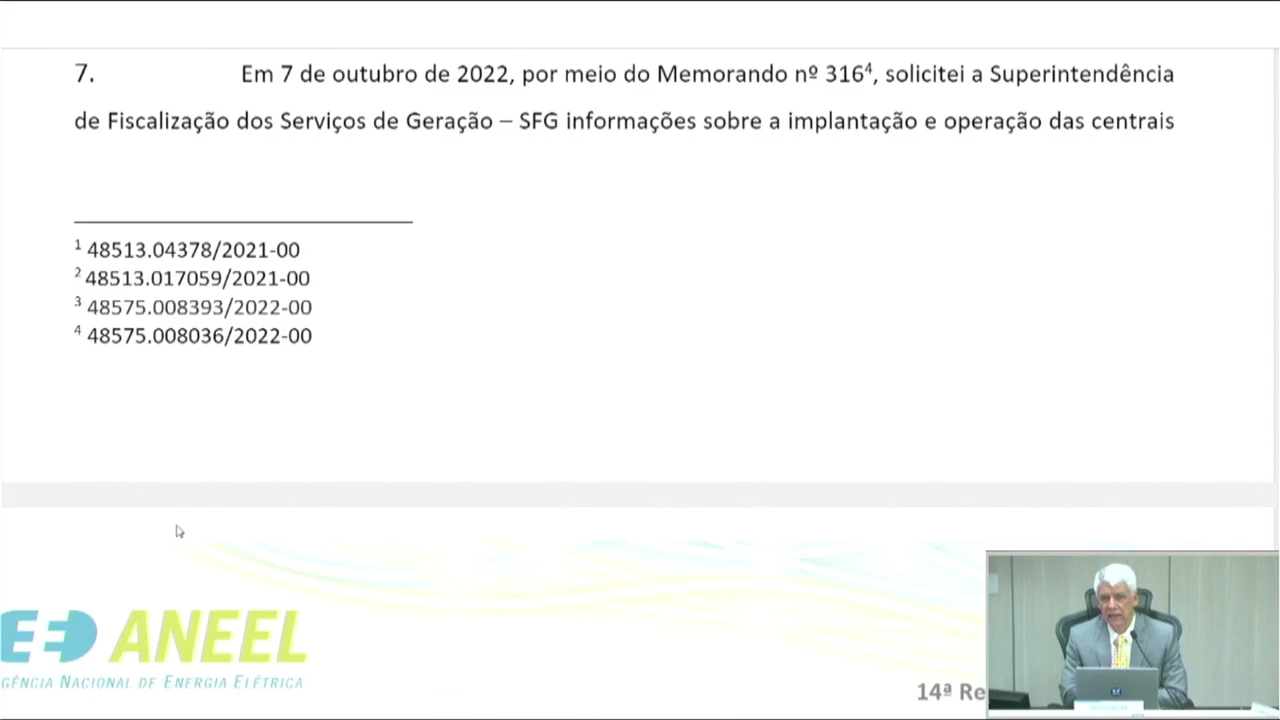 7. Em 7 de outubro de 2022, por meio do Memorando nº 316⁴, solicitei a Superintendência
de Fiscalização dos Serviços de Geração – SFG informações sobre a implantação e operação das centrais
¹ 48513.04378/2021-00
² 48513.017059/2021-00
³ 48575.008393/2022-00
⁴ 48575.008036/2022-00
ANEEL
GÊNCIA NACIONAL DE ENERGIA ELÉTRICA
14ª Re